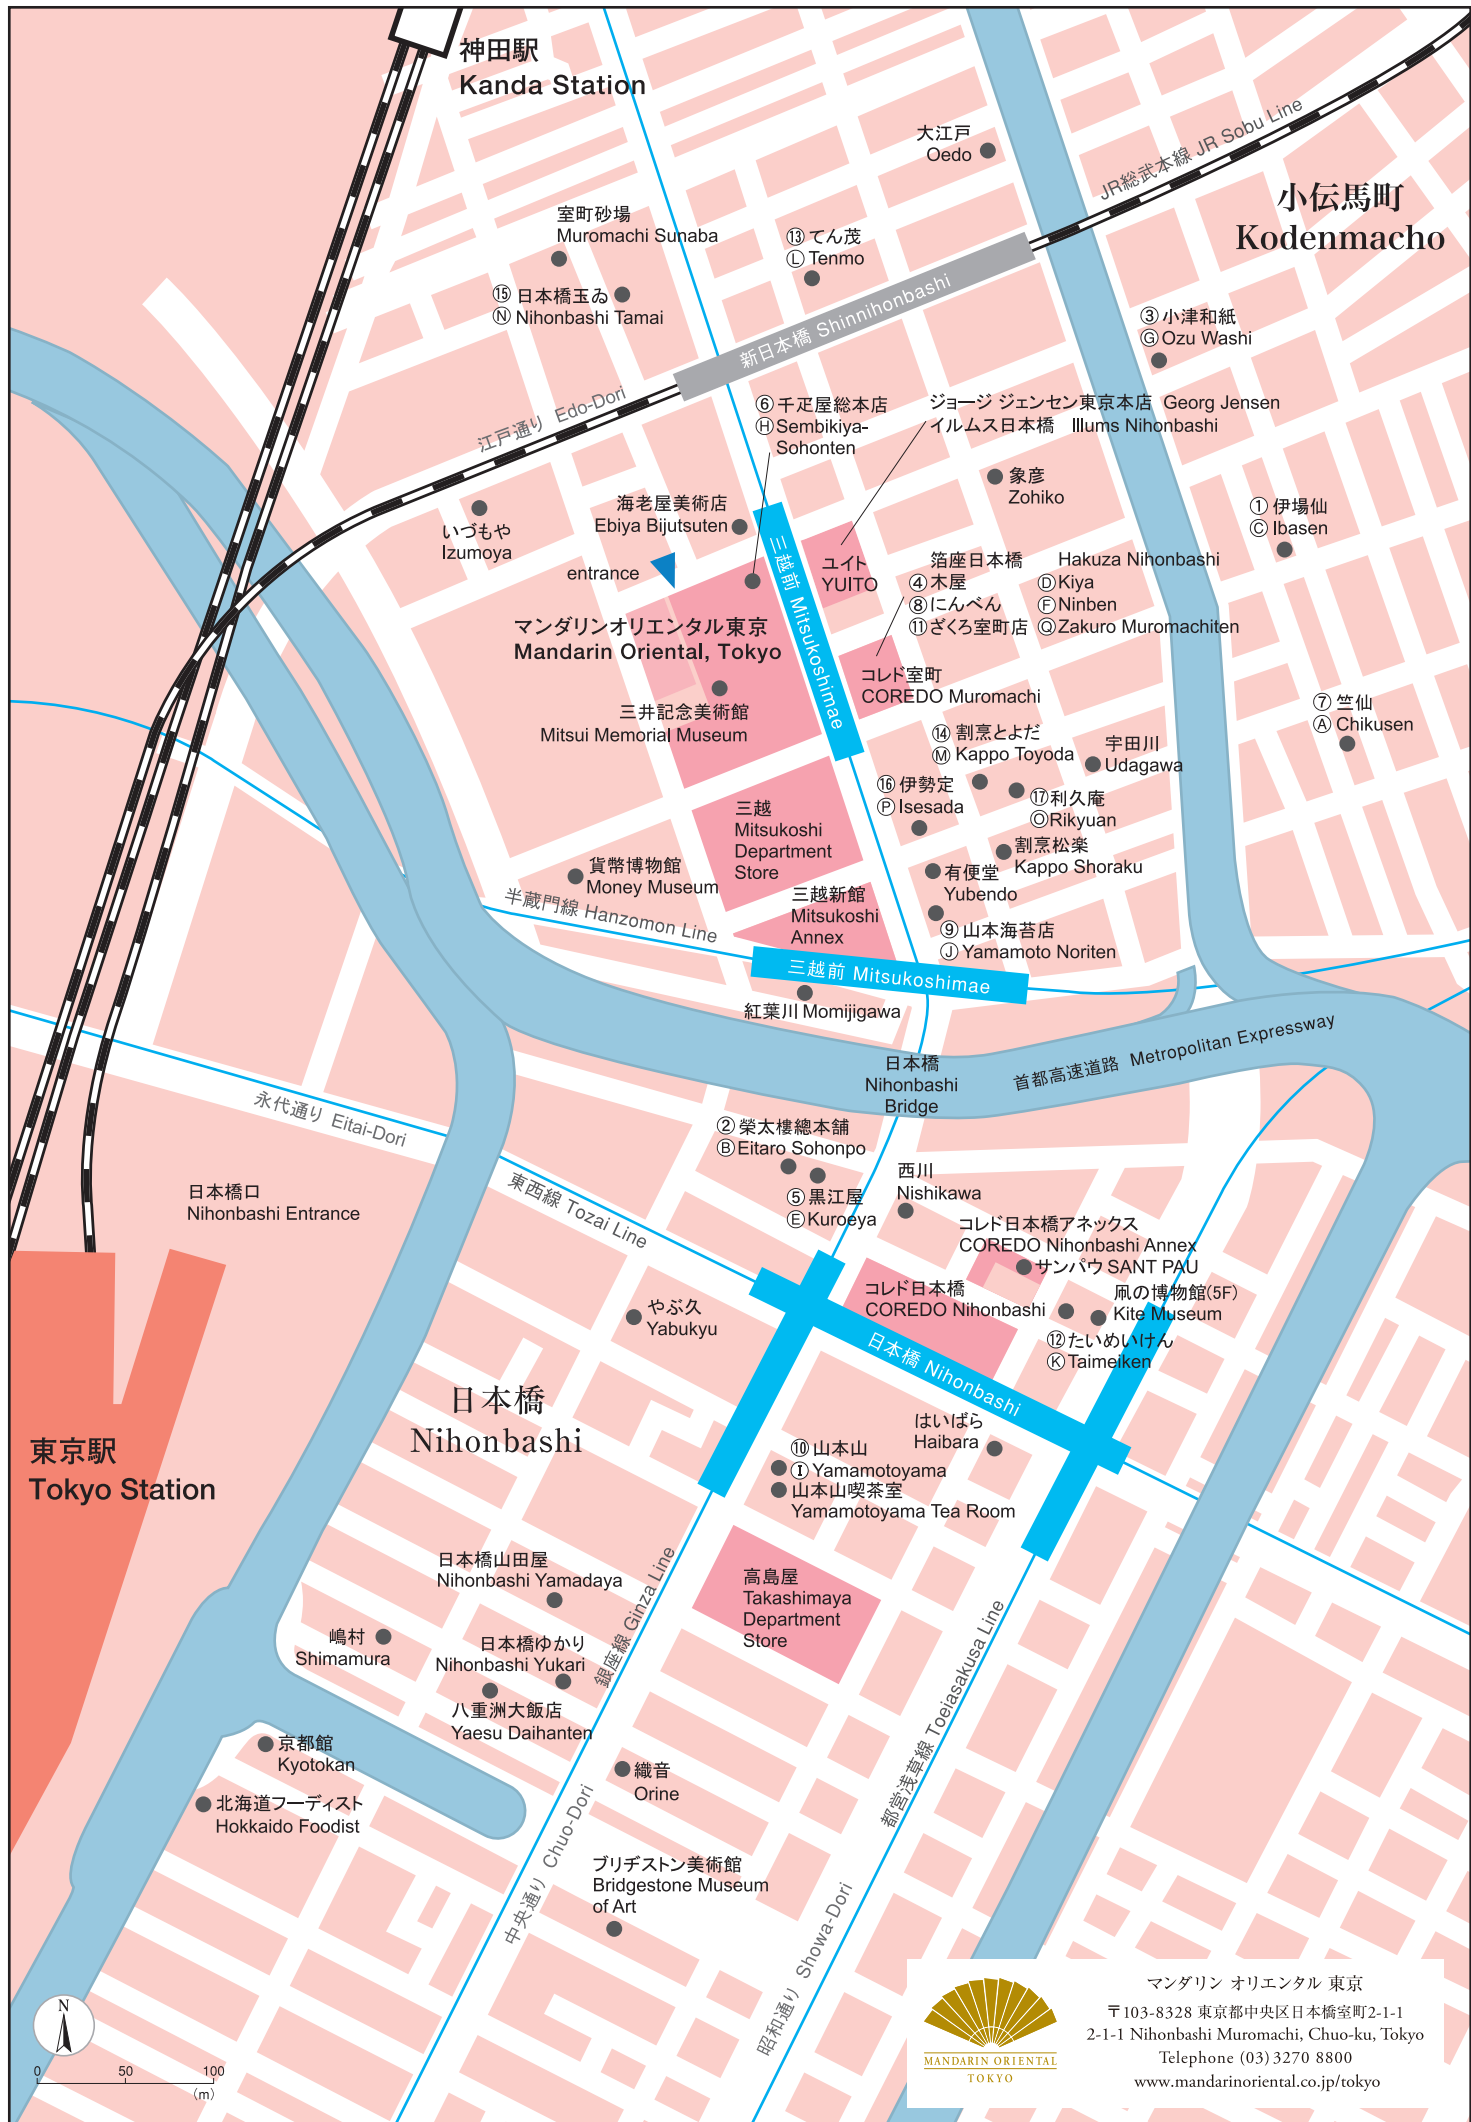 神田駅
Kanda Station
大江戸
Oedo
JR総武本線 JR Sobu Line
小伝馬町
Kodenmacho
室町砂場
Muromachi Sunaba
⑬ てん茂
Ⓛ Tenmo
⑮ 日本橋玉ゐ
Ⓝ Nihonbashi Tamai
新日本橋 Shinnihonbashi
③ 小津和紙
Ⓖ Ozu Washi
江戸通り Edo-Dori
⑥ 千疋屋総本店
Ⓗ Sembikiya-
Sohonten
ジョージ ジェンセン東京本店 Georg Jensen
イルムス日本橋 Illums Nihonbashi
象彦
Zohiko
いづもや
Izumoya
海老屋美術店
Ebiya Bijutsuten
① 伊場仙
Ⓒ Ibasen
entrance
三越前 Mitsukoshimae
ユイト
YUITO
箔座日本橋 Hakuza Nihonbashi
④ 木屋 Ⓓ Kiya
⑧ にんべん Ⓕ Ninben
⑪ ざくろ室町店 Ⓠ Zakuro Muromachiten
マンダリンオリエンタル東京
Mandarin Oriental, Tokyo
コレド室町
COREDO Muromachi
三井記念美術館
Mitsui Memorial Museum
⑦ 竺仙
Ⓐ Chikusen
⑭ 割烹とよだ
Ⓜ Kappo Toyoda
宇田川
Udagawa
⑯ 伊勢定
Ⓟ Isesada
⑰ 利久庵
Ⓞ Rikyuan
三越
Mitsukoshi
Department
Store
割烹松楽
Kappo Shoraku
貨幣博物館
Money Museum
有便堂
Yubendo
三越新館
Mitsukoshi
Annex
半蔵門線 Hanzomon Line
⑨ 山本海苔店
Ⓙ Yamamoto Noriten
三越前 Mitsukoshimae
紅葉川 Momijigawa
日本橋
Nihonbashi
Bridge
首都高速道路 Metropolitan Expressway
永代通り Eitai-Dori
② 榮太樓總本舗
Ⓑ Eitaro Sohonpo
日本橋口
Nihonbashi Entrance
東西線 Tozai Line
⑤ 黒江屋
Ⓔ Kuroeya
西川
Nishikawa
コレド日本橋アネックス
COREDO Nihonbashi Annex
サンパウ SANT PAU
コレド日本橋
COREDO Nihonbashi
凧の博物館(5F)
Kite Museum
やぶ久
Yabukyu
⑫ たいめいけん
Ⓚ Taimeiken
日本橋 Nihonbashi
日本橋
Nihonbashi
はいばら
Haibara
東京駅
Tokyo Station
⑩ 山本山
Ⓘ Yamamotoyama
山本山喫茶室
Yamamotoyama Tea Room
日本橋山田屋
Nihonbashi Yamadaya
銀座線 Ginza Line
高島屋
Takashimaya
Department
Store
都営浅草線 Toeiasakusa Line
嶋村
Shimamura
日本橋ゆかり
Nihonbashi Yukari
八重洲大飯店
Yaesu Daihanten
京都館
Kyotokan
織音
Orine
北海道フーディスト
Hokkaido Foodist
中央通り Chuo-Dori
ブリヂストン美術館
Bridgestone Museum
of Art
昭和通り Showa-Dori
N
0 50 100
(m)
MANDARIN ORIENTAL
TOKYO
マンダリン オリエンタル 東京
〒103-8328 東京都中央区日本橋室町2-1-1
2-1-1 Nihonbashi Muromachi, Chuo-ku, Tokyo
Telephone (03) 3270 8800
www.mandarinoriental.co.jp/tokyo